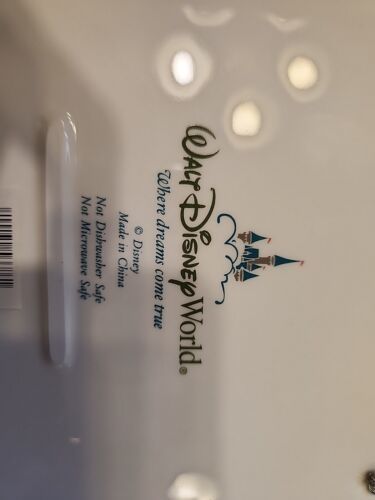 WALT DISNEY World®
Where dreams come true
© Disney
Made in China
Not Dishwasher Safe
Not Microwave Safe